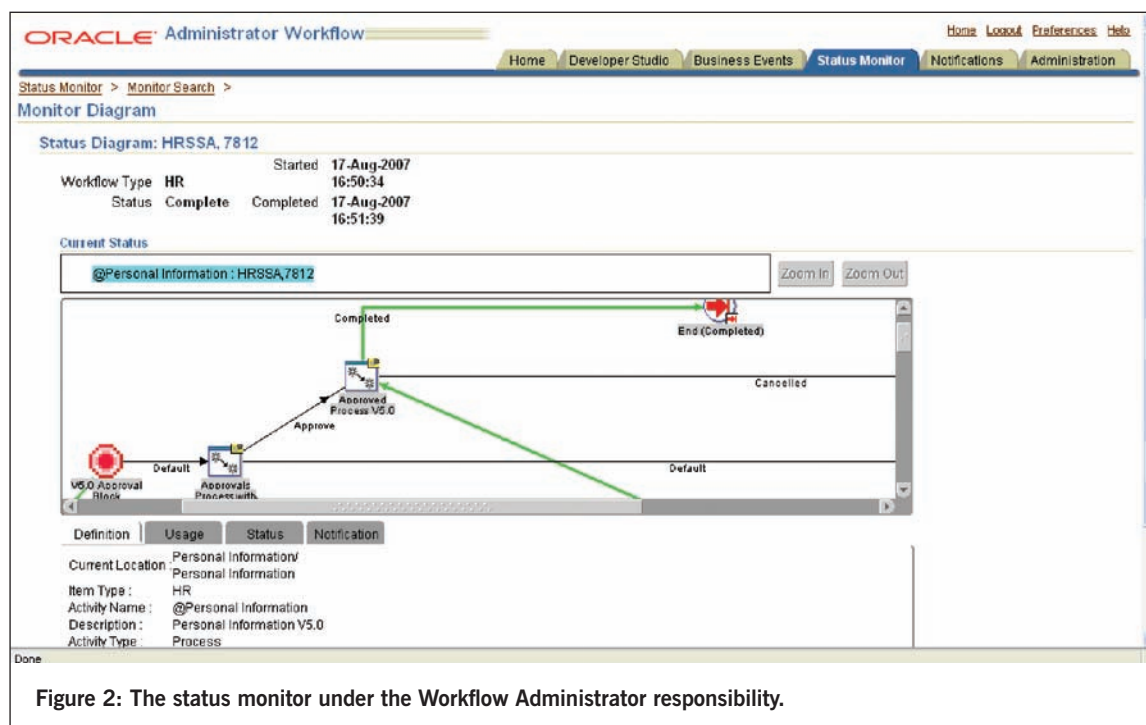 ORACLE Administrator Workflow
Home Logout Preferences Help
Home Developer Studio Business Events Status Monitor Notifications Administration
Status Monitor > Monitor Search >
Monitor Diagram
Status Diagram: HRSSA, 7812
Started 17-Aug-2007
Workflow Type HR 16:50:34
Status Complete Completed 17-Aug-2007
16:51:39
Current Status
@Personal Information : HRSSA,7812
Zoom In Zoom Out
Completed
End (Completed)
Cancelled
Approved
Process V5.0
Approve
Default
Default
V5.0 Approval
Block
Approvals
Process with
Definition Usage Status Notification
Current Location : Personal Information/
Personal Information
Item Type : HR
Activity Name : @Personal Information
Description : Personal Information V5.0
Activity Type : Process
Done
Figure 2: The status monitor under the Workflow Administrator responsibility.